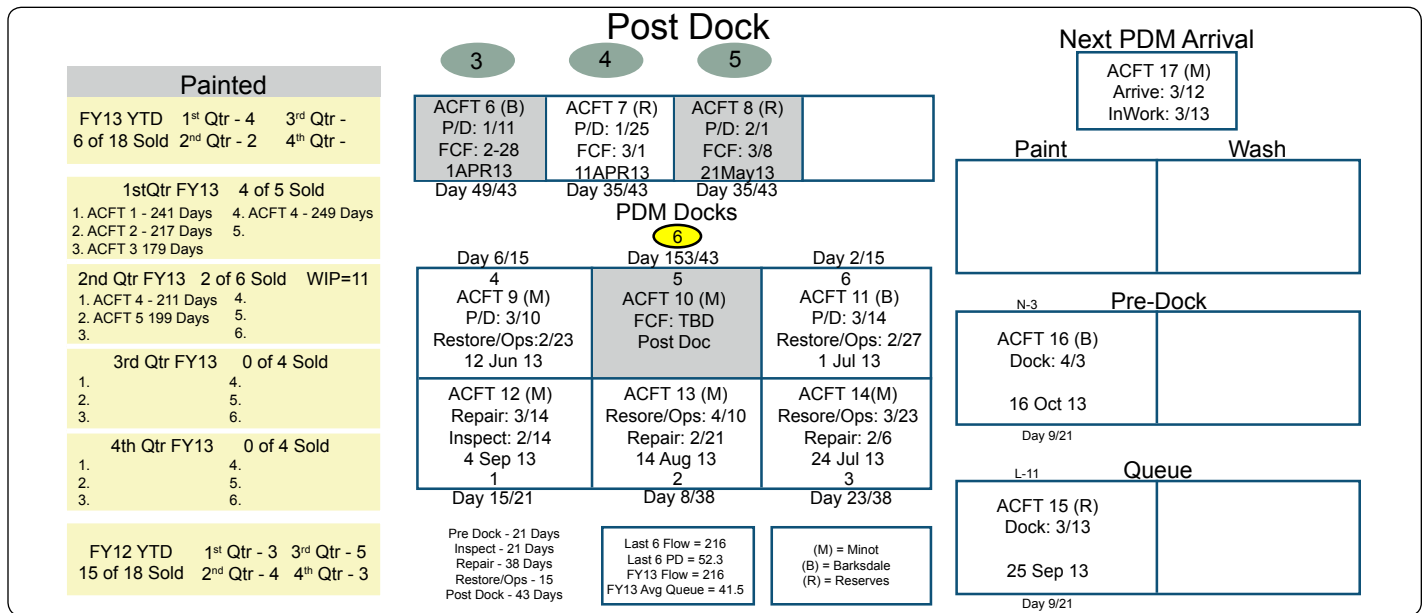 Post Dock
3
4
5
ACFT 6 (B)
P/D: 1/11
FCF: 2-28
1APR13
Day 49/43
ACFT 7 (R)
P/D: 1/25
FCF: 3/1
11APR13
Day 35/43
ACFT 8 (R)
P/D: 2/1
FCF: 3/8
21May13
Day 35/43
Painted
FY13 YTD 1st Qtr - 4 3rd Qtr -
6 of 18 Sold 2nd Qtr - 2 4th Qtr -
1stQtr FY13 4 of 5 Sold
1. ACFT 1 - 241 Days 4. ACFT 4 - 249 Days
2. ACFT 2 - 217 Days 5.
3. ACFT 3 179 Days
2nd Qtr FY13 2 of 6 Sold WIP=11
1. ACFT 4 - 211 Days 4.
2. ACFT 5 199 Days 5.
3. 6.
3rd Qtr FY13 0 of 4 Sold
1. 4.
2. 5.
3. 6.
4th Qtr FY13 0 of 4 Sold
1. 4.
2. 5.
3. 6.
FY12 YTD 1st Qtr - 3 3rd Qtr - 5
15 of 18 Sold 2nd Qtr - 4 4th Qtr - 3
PDM Docks
6
Day 6/15
4
ACFT 9 (M)
P/D: 3/10
Restore/Ops:2/23
12 Jun 13
Day 153/43
5
ACFT 10 (M)
FCF: TBD
Post Doc
Day 2/15
6
ACFT 11 (B)
P/D: 3/14
Restore/Ops: 2/27
1 Jul 13
ACFT 12 (M)
Repair: 3/14
Inspect: 2/14
4 Sep 13
1
Day 15/21
ACFT 13 (M)
Resore/Ops: 4/10
Repair: 2/21
14 Aug 13
2
Day 8/38
ACFT 14(M)
Resore/Ops: 3/23
Repair: 2/6
24 Jul 13
3
Day 23/38
Pre Dock - 21 Days
Inspect - 21 Days
Repair - 38 Days
Restore/Ops - 15
Post Dock - 43 Days
Last 6 Flow = 216
Last 6 PD = 52.3
FY13 Flow = 216
FY13 Avg Queue = 41.5
(M) = Minot
(B) = Barksdale
(R) = Reserves
Next PDM Arrival
ACFT 17 (M)
Arrive: 3/12
InWork: 3/13
Paint Wash
N-3 Pre-Dock
ACFT 16 (B)
Dock: 4/3
16 Oct 13
Day 9/21
L-11 Queue
ACFT 15 (R)
Dock: 3/13
25 Sep 13
Day 9/21